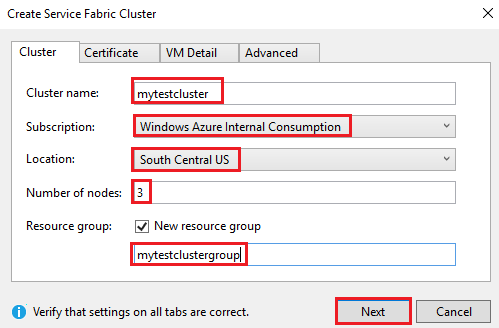 Create Service Fabric Cluster
Cluster Certificate VM Detail Advanced
Cluster name: mytestcluster
Subscription: Windows Azure Internal Consumption
Location: South Central US
Number of nodes: 3
Resource group: New resource group
mytestclustergroup
Verify that settings on all tabs are correct. Next Cancel